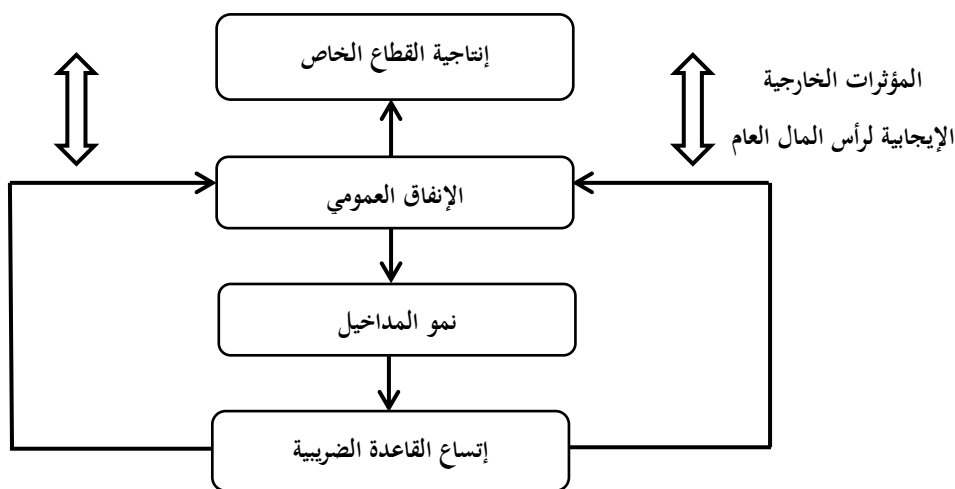 إنتاجية القطاع الخاص
المؤثرات الخارجية
الإيجابية لرأس المال العام
الإنفاق العمومي
نمو المداخيل
إتساع القاعدة الضريبية